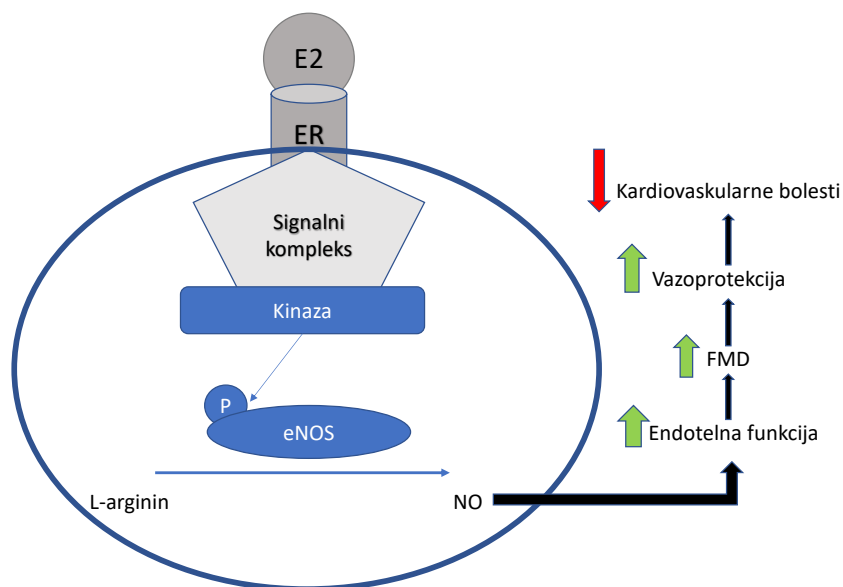 E2
ER
Signalni
kompleks
Kinaza
P
eNOS
L-arginin
NO
Kardiovaskularne bolesti
Vazoprotekcija
FMD
Endotelna funkcija